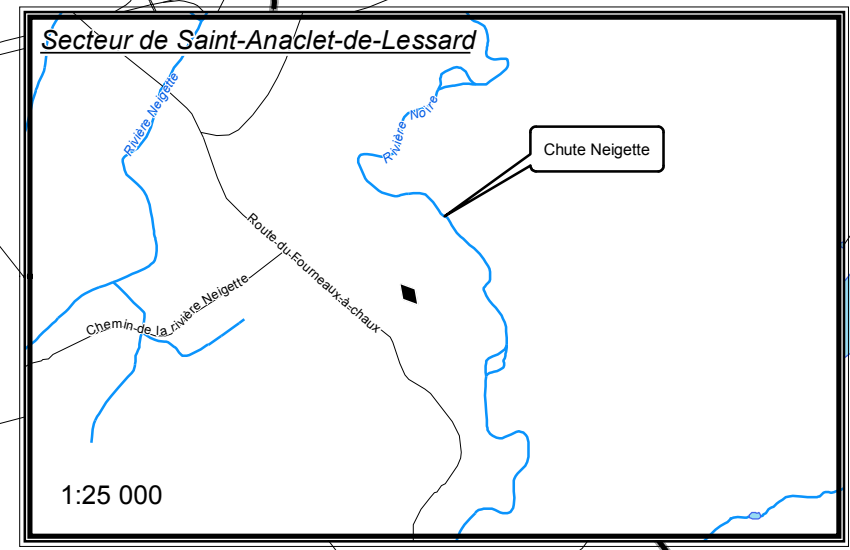 Secteur de Saint-Anaclet-de-Lessard
Rivière Neigette
Rivière Noire
Chute Neigette
Route du Fourneaux-à-chaux
Chemin de la rivière Neigette
1:25 000